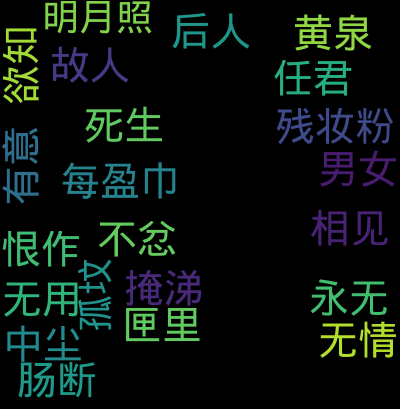 明月照
后人
黄泉
欲知
故人
任君
死生
残妆粉
有意
男女
每盈巾
相见
不忍
恨作
孤坟
掩涕
无用
永无
匣里
中尘
无情
肠断